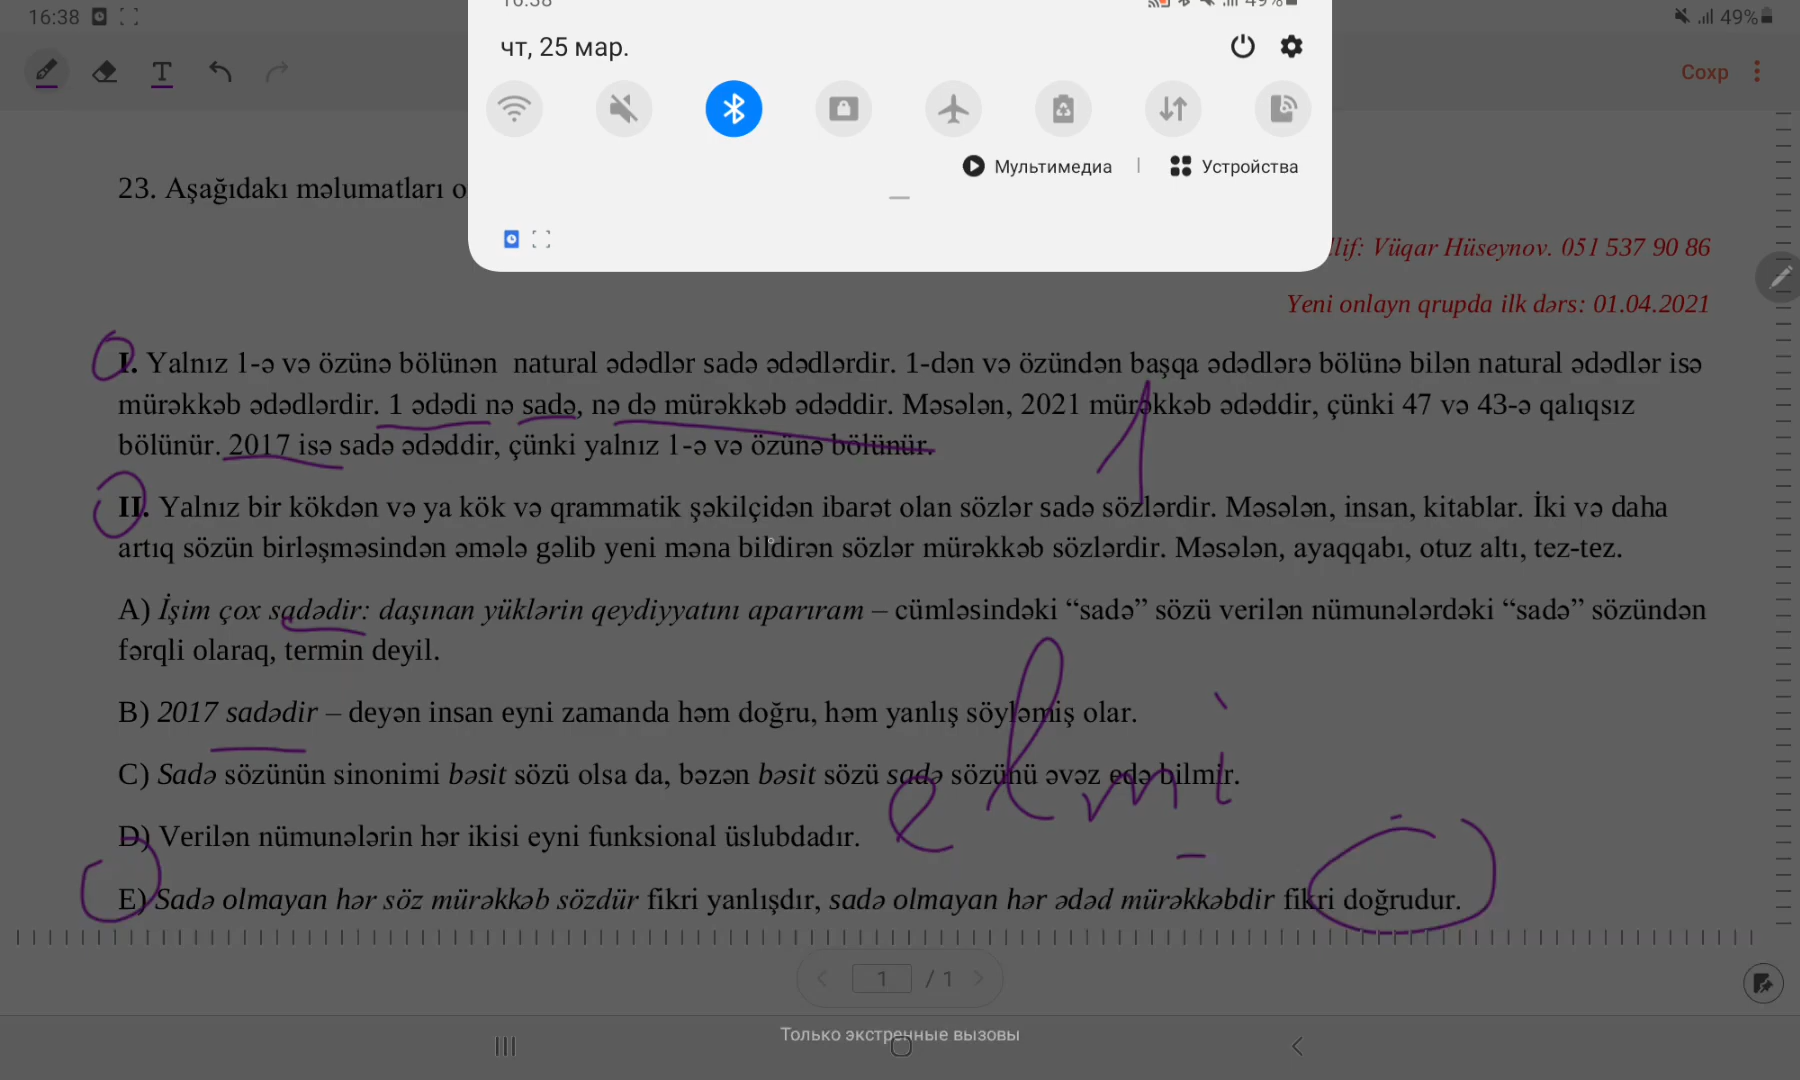 16:38
16:38
49%
49%
чт, 25 мар.
Сохр
Мультимедиа | Устройства
23. Aşağıdakı məlumatları o
llif: Vüqar Hüseynov. 051 537 90 86
Yeni onlayn qrupda ilk dərs: 01.04.2021
I. Yalnız 1-ə və özünə bölünən natural ədədlər sadə ədədlərdir. 1-dən və özündən başqa ədədlərə bölünə bilən natural ədədlər isə
mürəkkəb ədədlərdir. 1 ədədi nə sadə, nə də mürəkkəb ədəddir. Məsələn, 2021 mürəkkəb ədəddir, çünki 47 və 43-ə qalıqsız
bölünür. 2017 isə sadə ədəddir, çünki yalnız 1-ə və özünə bölünür.
1
II. Yalnız bir kökdən və ya kök və qrammatik şəkilçidən ibarət olan sözlər sadə sözlərdir. Məsələn, insan, kitablar. İki və daha
artıq sözün birləşməsindən əmələ gəlib yeni məna bildirən sözlər mürəkkəb sözlərdir. Məsələn, ayaqqabı, otuz altı, tez-tez.
A) İşim çox sadədir: daşınan yüklərin qeydiyyatını aparıram – cümləsindəki “sadə” sözü verilən nümunələrdəki “sadə” sözündən
fərqli olaraq, termin deyil.
B) 2017 sadədir – deyən insan eyni zamanda həm doğru, həm yanlış söyləmiş olar.
C) Sadə sözünün sinonimi bəsit sözü olsa da, bəzən bəsit sözü sadə sözünü əvəz edə bilmir.
elmi
D) Verilən nümunələrin hər ikisi eyni funksional üslubdadır.
E) Sadə olmayan hər söz mürəkkəb sözdür fikri yanlışdır, sadə olmayan hər ədəd mürəkkəbdir fikri doğrudur.
1 / 1
Только экстренные вызовы